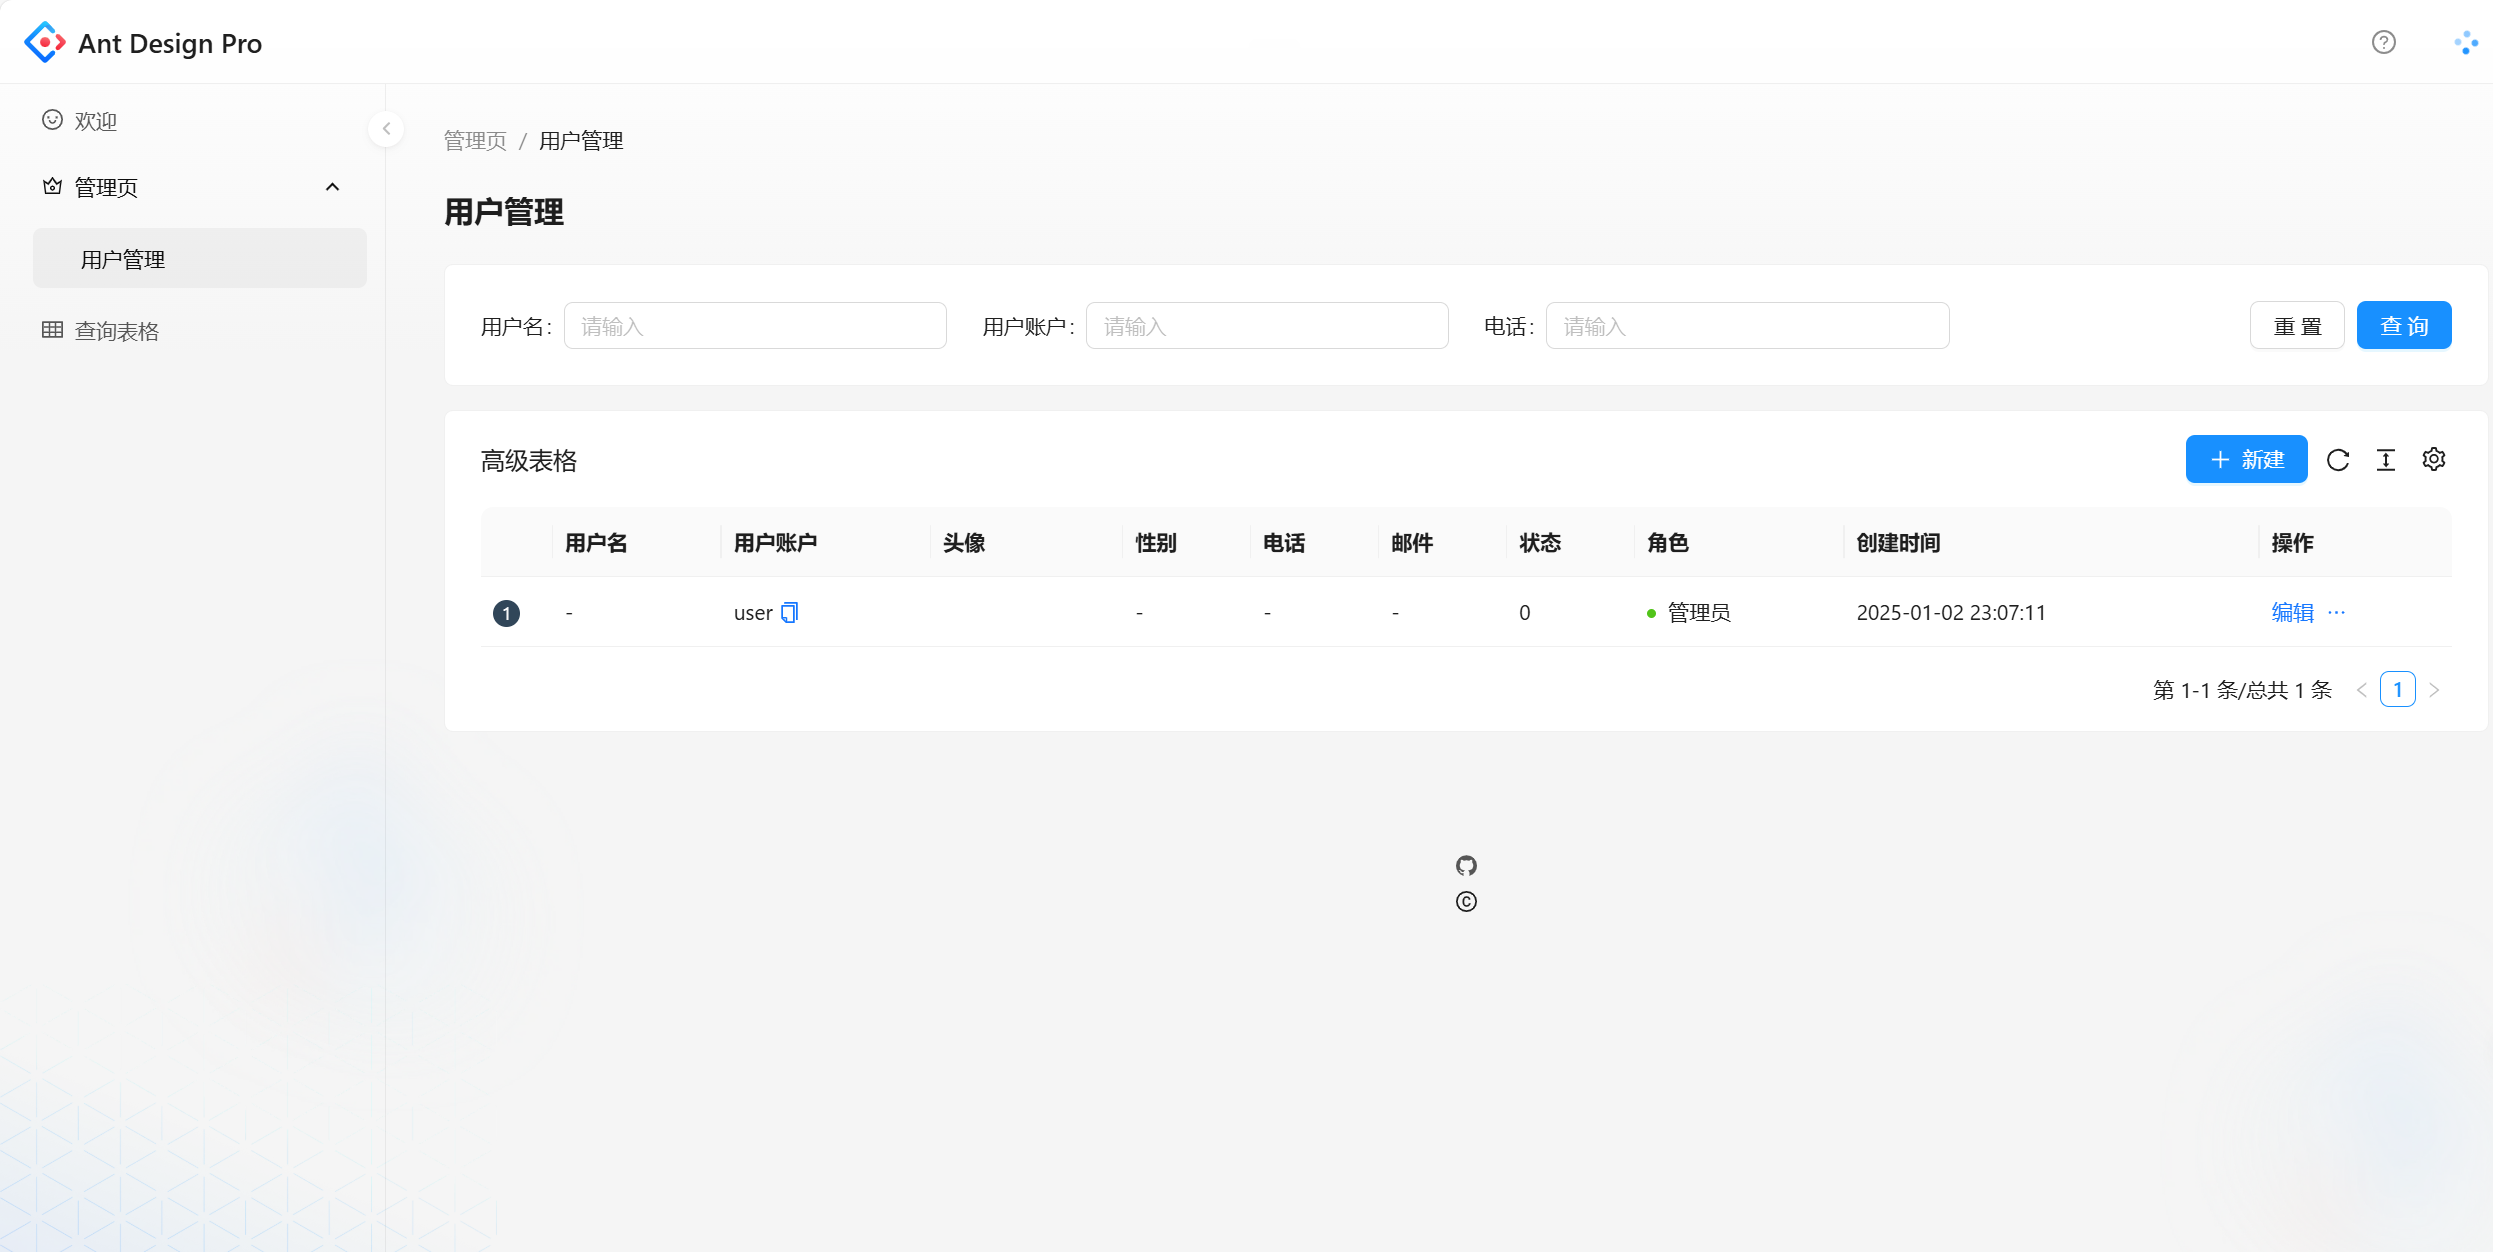 Ant Design Pro
欢迎
管理页
用户管理
查询表格
管理页 / 用户管理
用户管理
用户名: 请输入 用户账户: 请输入 电话: 请输入 重 置 查 询
高级表格 新建
用户名 用户账户 头像 性别 电话 邮件 状态 角色 创建时间 操作
1 - user - - - 0 管理员 2025-01-02 23:07:11 编辑 ···
第 1-1 条/总共 1 条 < 1 >